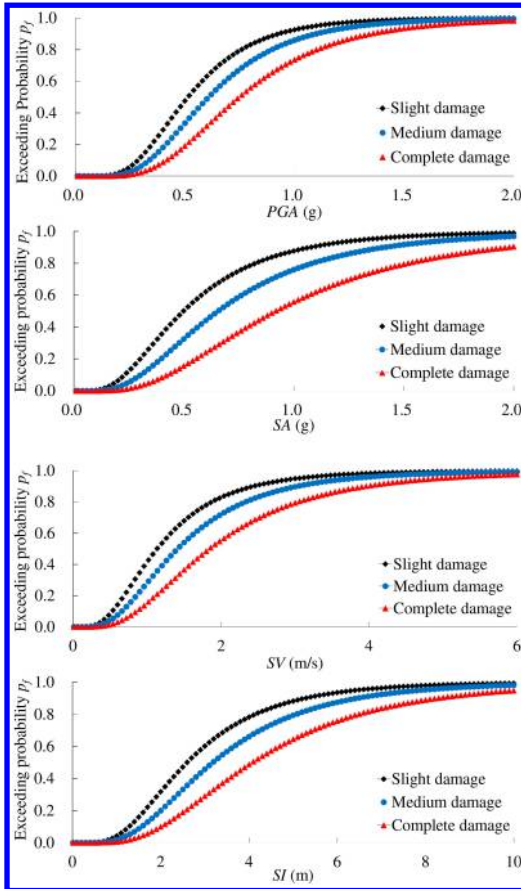 Exceeding Probability pf
1.0
0.8
0.6
0.4
0.2
0.0
Slight damage
Medium damage
Complete damage
0.0 0.5 1.0 1.5 2.0
PGA (g)
Exceeding probability pf
1.0
0.8
0.6
0.4
0.2
0.0
Slight damage
Medium damage
Complete damage
0.0 0.5 1.0 1.5 2.0
SA (g)
Exceeding probability pf
1.0
0.8
0.6
0.4
0.2
0.0
Slight damage
Medium damage
Complete damage
0 2 4 6
SV (m/s)
Exceeding probability pf
1.0
0.8
0.6
0.4
0.2
0.0
Slight damage
Medium damage
Complete damage
0 2 4 6 8 10
SI (m)